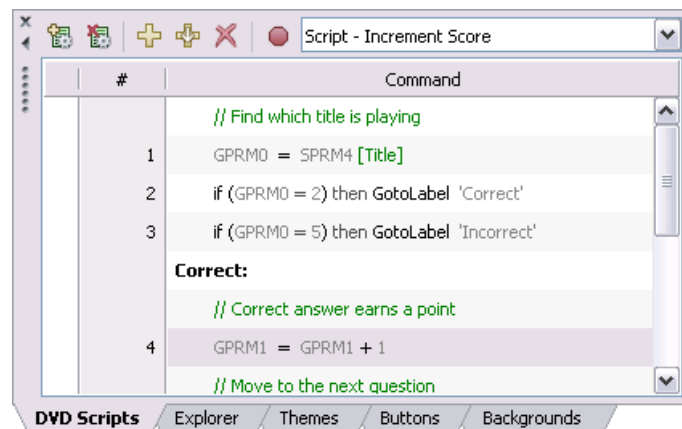 Script - Increment Score
# Command
// Find which title is playing
1 GPRM0 = SPRM4 [Title]
2 if (GPRM0 = 2) then GotoLabel 'Correct'
3 if (GPRM0 = 5) then GotoLabel 'Incorrect'
Correct:
// Correct answer earns a point
4 GPRM1 = GPRM1 + 1
// Move to the next question
DVD Scripts Explorer Themes Buttons Backgrounds